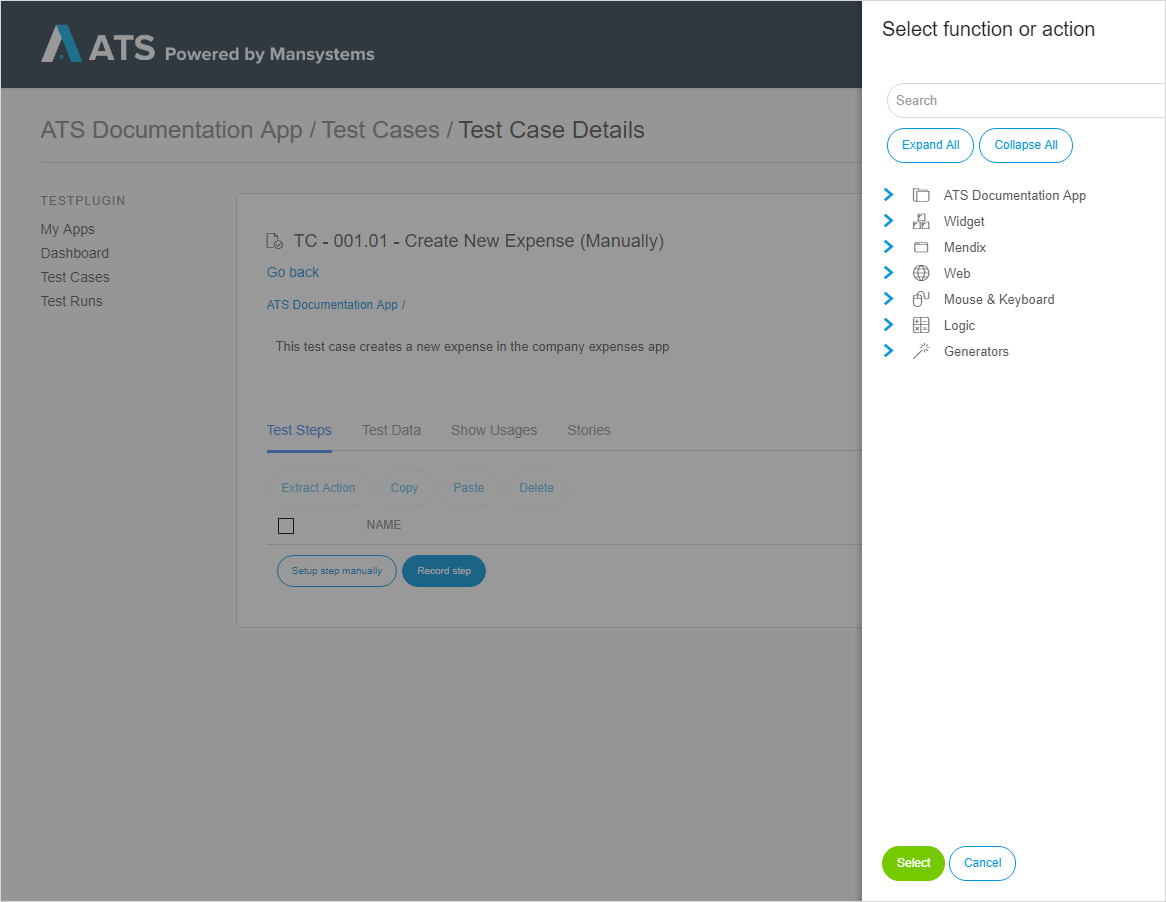 ATS Powered by Mansystems
ATS Documentation App / Test Cases / Test Case Details
TESTPLUGIN
My Apps
Dashboard
Test Cases
Test Runs
TC - 001.01 - Create New Expense (Manually)
Go back
ATS Documentation App /
This test case creates a new expense in the company expenses app
Test Steps Test Data Show Usages Stories
Extract Action Copy Paste Delete
NAME
Setup step manually Record step
Select function or action
Search
Expand All Collapse All
ATS Documentation App
Widget
Mendix
Web
Mouse & Keyboard
Logic
Generators
Select Cancel